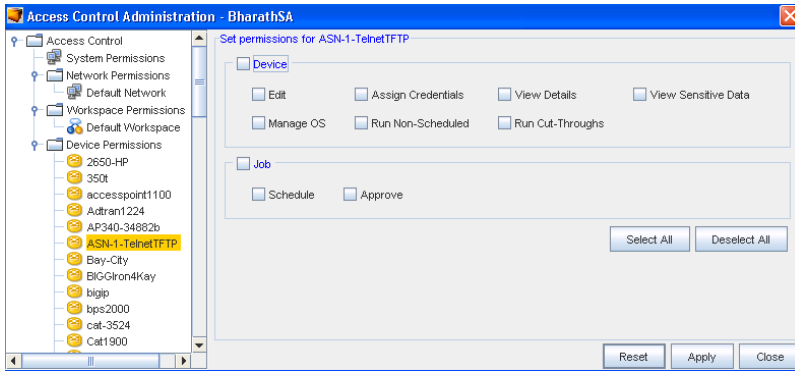 Access Control Administration - BharathSA
Access Control
System Permissions
Network Permissions
Default Network
Workspace Permissions
Default Workspace
Device Permissions
2650-HP
350t
accesspoint1100
Adtran1224
AP340-34882b
ASN-1-TelnetTFTP
Bay-City
BIGGIron4Kay
bigip
bps2000
cat-3524
Cat1900
Set permissions for ASN-1-TelnetTFTP
Device
Edit Assign Credentials View Details View Sensitive Data
Manage OS Run Non-Scheduled Run Cut-Throughs
Job
Schedule Approve
Select All Deselect All
Reset Apply Close